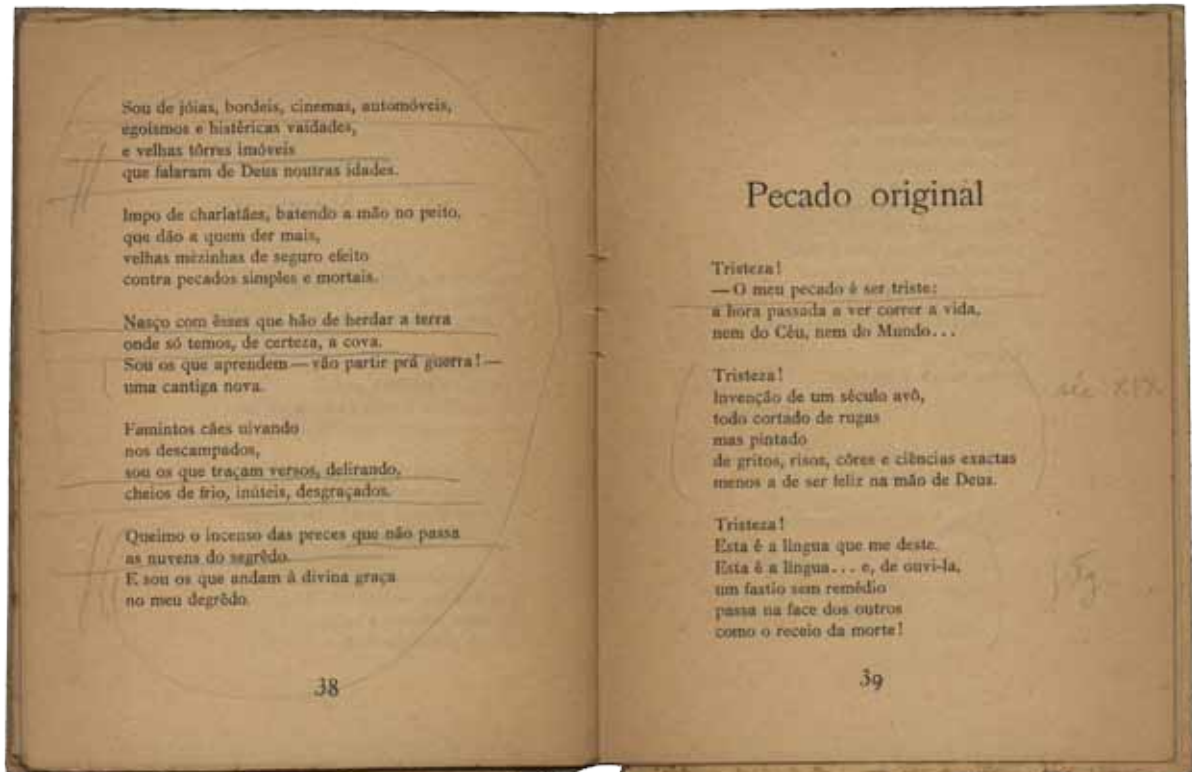 Sou de jóias, bordeis, cinemas, automóveis,
egoísmos e histéricas vaidades,
e velhas tôrres imóveis
que falaram de Deus noutras idades.
Impo de charlatães, batendo a mão no peito,
que dão a quem der mais,
velhas mèzinhas de seguro efeito
contra pecados simples e mortais.
Nasço com êsses que hão de herdar a terra
onde só temos, de certeza, a cova.
Sou os que aprendem—vão partir prá guerra!—
uma cantiga nova.
Famintos cães uivando
nos descampados,
sou os que traçam versos, delirando,
cheios de frio, inúteis, desgraçados.
Queimo o incenso das preces que não passa
as nuvens do segrêdo.
E sou os que andam à divina graça
no meu degrêdo.
38
Pecado original
Tristeza!
—O meu pecado é ser triste:
a hora passada a ver correr a vida,
nem do Céu, nem do Mundo...
Tristeza!
Invenção de um século avô,
todo cortado de rugas
mas pintado
de gritos, risos, côres e ciências exactas
menos a de ser feliz na mão de Deus.
séc. XIX
Tristeza!
Esta é a língua que me deste.
Esta é a língua... e, de ouvi-la,
um fastio sem remédio
passa na face dos outros
como o receio da morte!
39